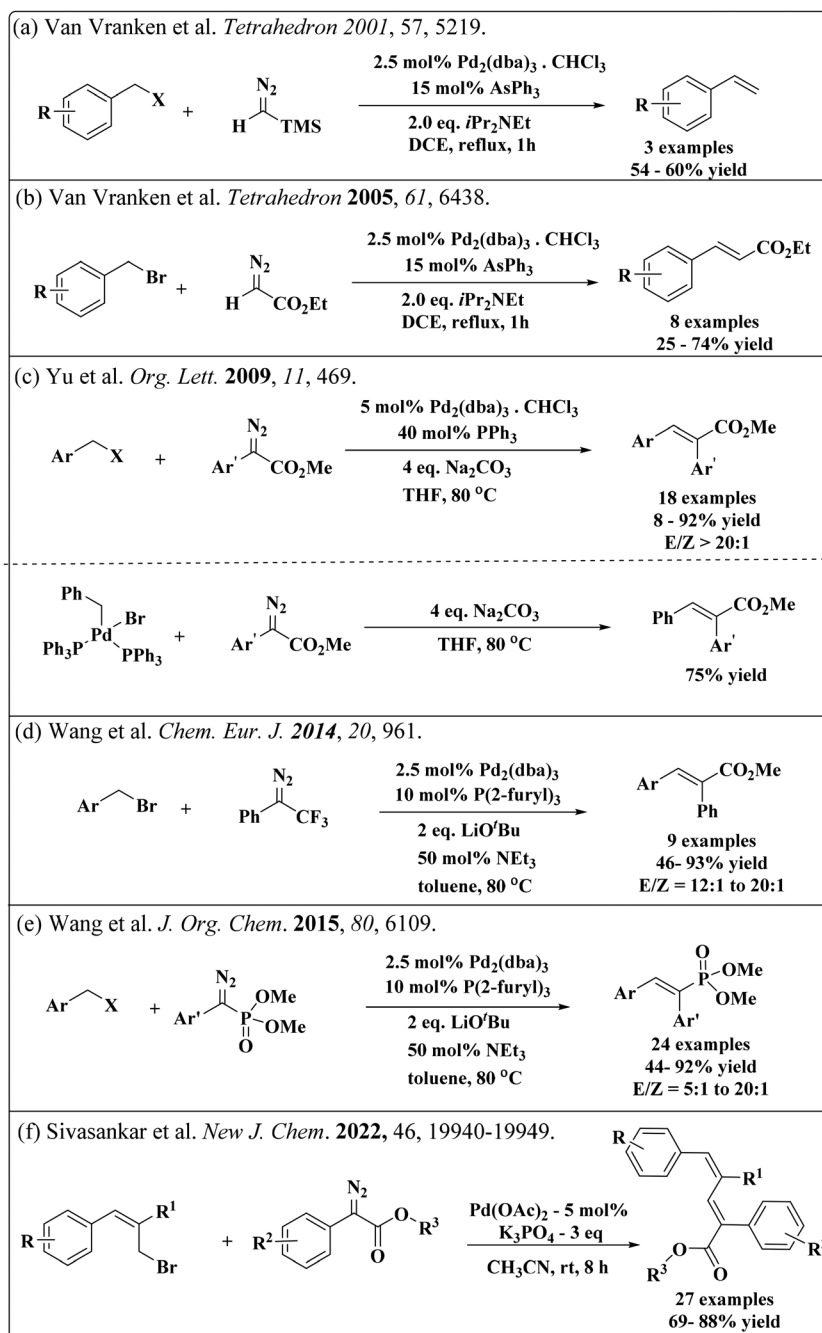 (a) Van Vranken et al. Tetrahedron 2001, 57, 5219.
R
X
+
N2
H
TMS
2.5 mol% Pd2(dba)3 . CHCl3
15 mol% AsPh3
2.0 eq. iPr2NEt
DCE, reflux, 1h
R
3 examples
54 - 60% yield
(b) Van Vranken et al. Tetrahedron 2005, 61, 6438.
R
Br
+
N2
H
CO2Et
2.5 mol% Pd2(dba)3 . CHCl3
15 mol% AsPh3
2.0 eq. iPr2NEt
DCE, reflux, 1h
R
CO2Et
8 examples
25 - 74% yield
(c) Yu et al. Org. Lett. 2009, 11, 469.
Ar
X
+
N2
Ar'
CO2Me
5 mol% Pd2(dba)3 . CHCl3
40 mol% PPh3
4 eq. Na2CO3
THF, 80 °C
Ar
CO2Me
Ar'
18 examples
8 - 92% yield
E/Z > 20:1
Ph
Br
Pd
Ph3P
PPh3
+
N2
Ar'
CO2Me
4 eq. Na2CO3
THF, 80 °C
Ph
CO2Me
Ar'
75% yield
(d) Wang et al. Chem. Eur. J. 2014, 20, 961.
Ar
Br
+
N2
Ph
CF3
2.5 mol% Pd2(dba)3
10 mol% P(2-furyl)3
2 eq. LiOtBu
50 mol% NEt3
toluene, 80 °C
Ar
CO2Me
Ph
9 examples
46- 93% yield
E/Z = 12:1 to 20:1
(e) Wang et al. J. Org. Chem. 2015, 80, 6109.
Ar
X
+
N2
Ar'
P
OMe
OMe
O
2.5 mol% Pd2(dba)3
10 mol% P(2-furyl)3
2 eq. LiOtBu
50 mol% NEt3
toluene, 80 °C
O
Ar
P
OMe
OMe
Ar'
24 examples
44- 92% yield
E/Z = 5:1 to 20:1
(f) Sivasankar et al. New J. Chem. 2022, 46, 19940-19949.
R
R1
Br
+
N2
R2
O
R3
O
Pd(OAc)2 - 5 mol%
K3PO4 - 3 eq
CH3CN, rt, 8 h
R
R1
O
R3
O
27 examples
69- 88% yield